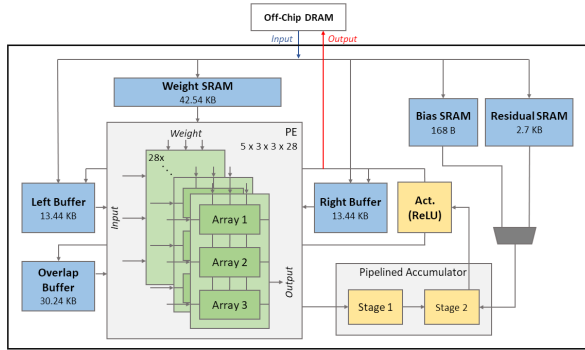 Off-Chip DRAM
Input
Output
Weight SRAM
42.54 KB
PE
5 x 3 x 3 x 28
Bias SRAM
168 B
Residual SRAM
2.7 KB
Weight
28x
Left Buffer
13.44 KB
Input
Array 1
Array 2
Array 3
Output
Right Buffer
13.44 KB
Act.
(ReLU)
Overlap
Buffer
30.24 KB
Pipelined Accumulator
Stage 1
Stage 2